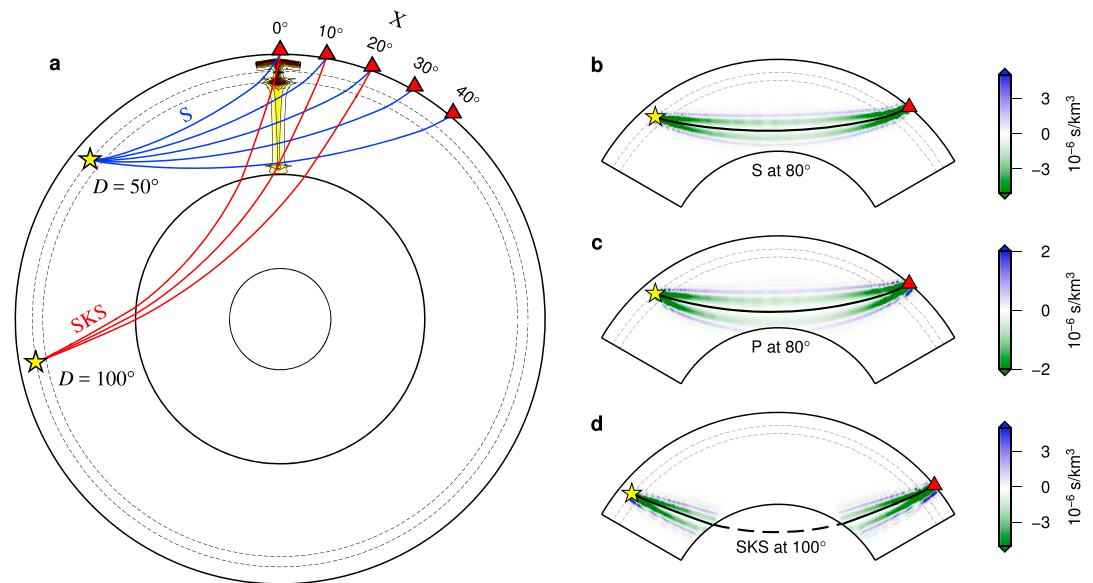 a
X
0°
10°
20°
30°
40°
S
D = 50°
SKS
D = 100°
b
S at 80°
3
0
−3
10⁻⁶ s/km³
c
P at 80°
2
0
−2
10⁻⁶ s/km³
d
SKS at 100°
3
0
−3
10⁻⁶ s/km³